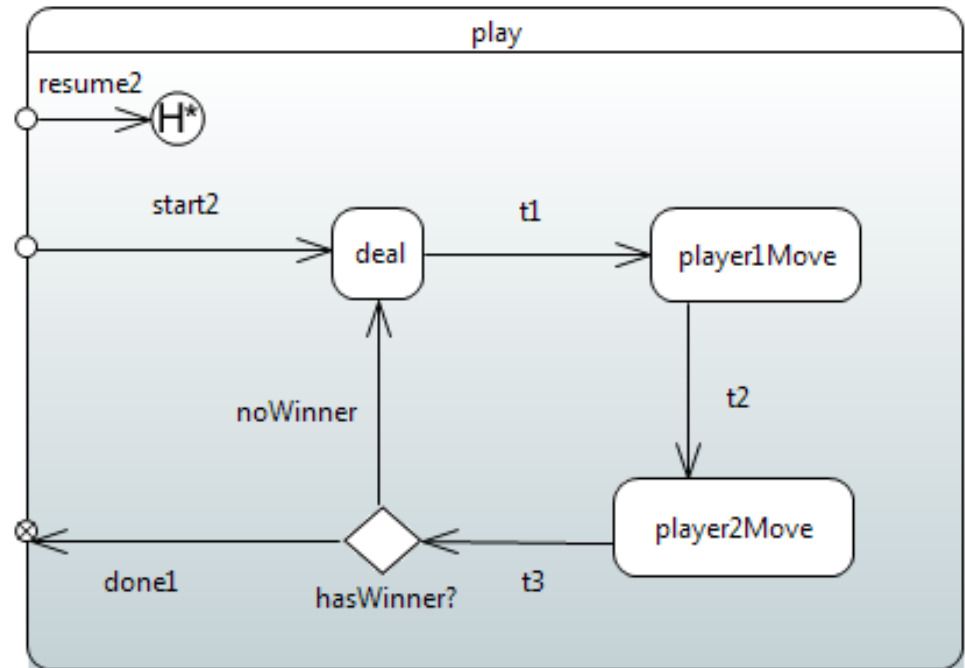 play
resume2
H*
start2
t1
deal
player1Move
noWinner
t2
player2Move
done1
t3
hasWinner?